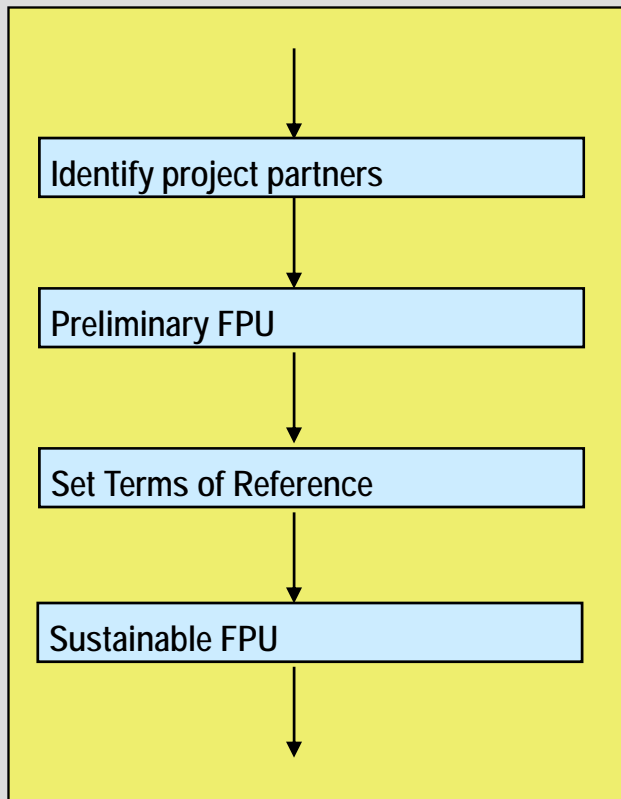 Identify project partners
Preliminary FPU
Set Terms of Reference
Sustainable FPU